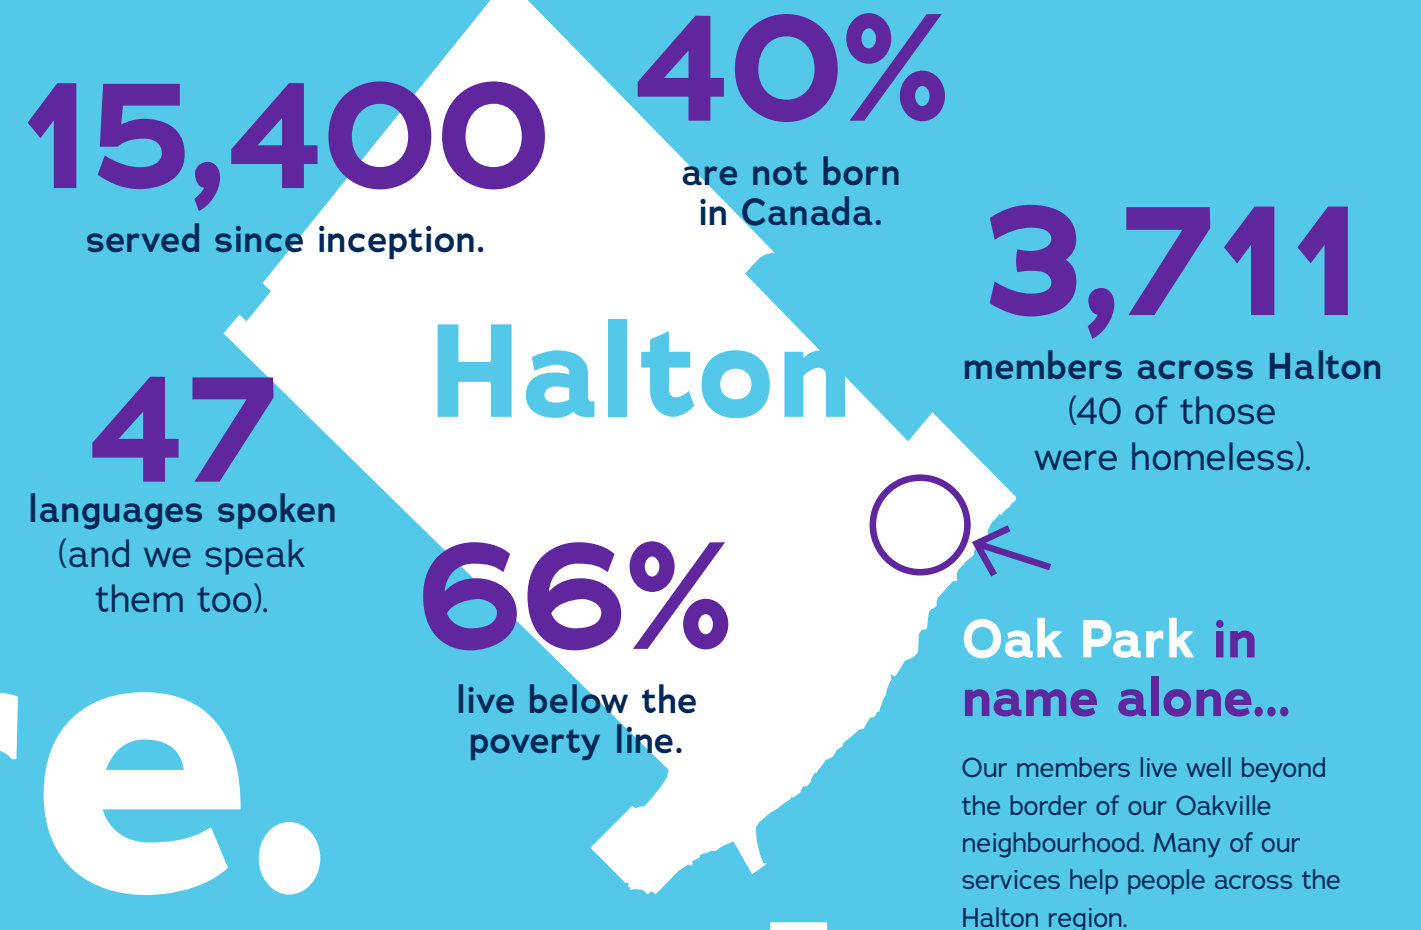 15,400
served since inception.
40%
are not born
in Canada.
3,711
members across Halton
(40 of those
were homeless).
Halton
47
languages spoken
(and we speak
them too).
66%
live below the
poverty line.
Oak Park in
name alone...
Our members live well beyond
the border of our Oakville
neighbourhood. Many of our
services help people across the
Halton region.
re.